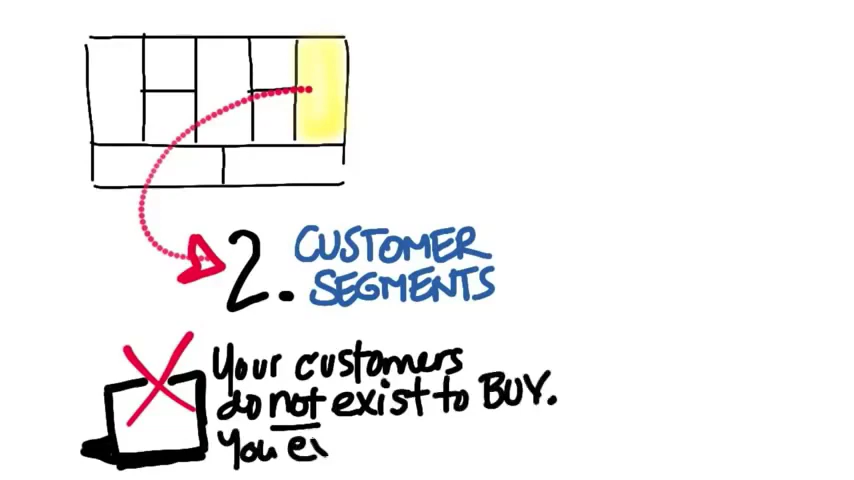 2. CUSTOMER
SEGMENTS
Your customers
do not exist to BUY.
You